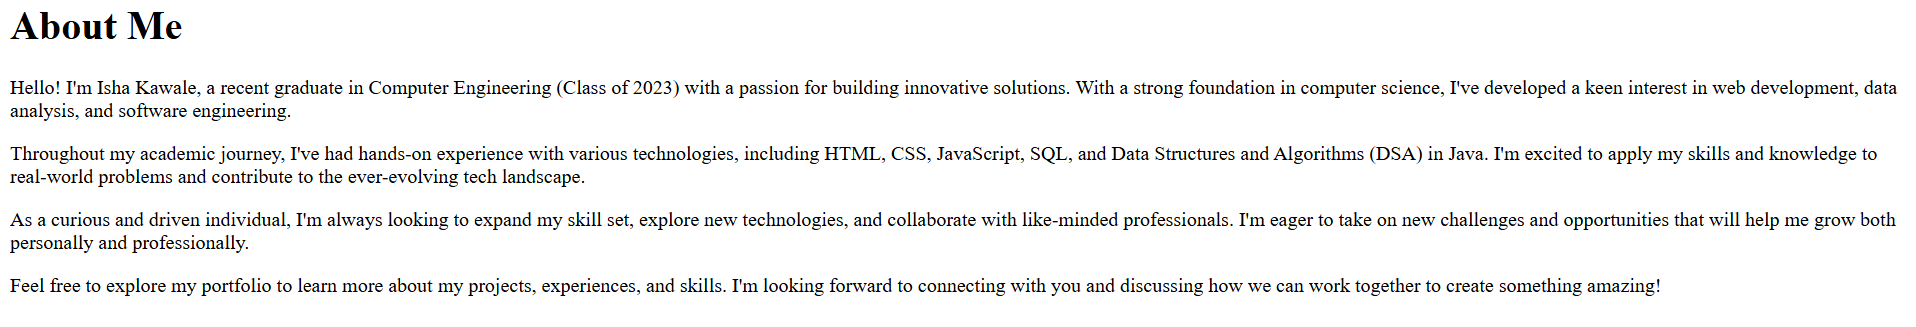 About Me
Hello! I'm Isha Kawale, a recent graduate in Computer Engineering (Class of 2023) with a passion for building innovative solutions. With a strong foundation in computer science, I've developed a keen interest in web development, data
analysis, and software engineering.
Throughout my academic journey, I've had hands-on experience with various technologies, including HTML, CSS, JavaScript, SQL, and Data Structures and Algorithms (DSA) in Java. I'm excited to apply my skills and knowledge to
real-world problems and contribute to the ever-evolving tech landscape.
As a curious and driven individual, I'm always looking to expand my skill set, explore new technologies, and collaborate with like-minded professionals. I'm eager to take on new challenges and opportunities that will help me grow both
personally and professionally.
Feel free to explore my portfolio to learn more about my projects, experiences, and skills. I'm looking forward to connecting with you and discussing how we can work together to create something amazing!